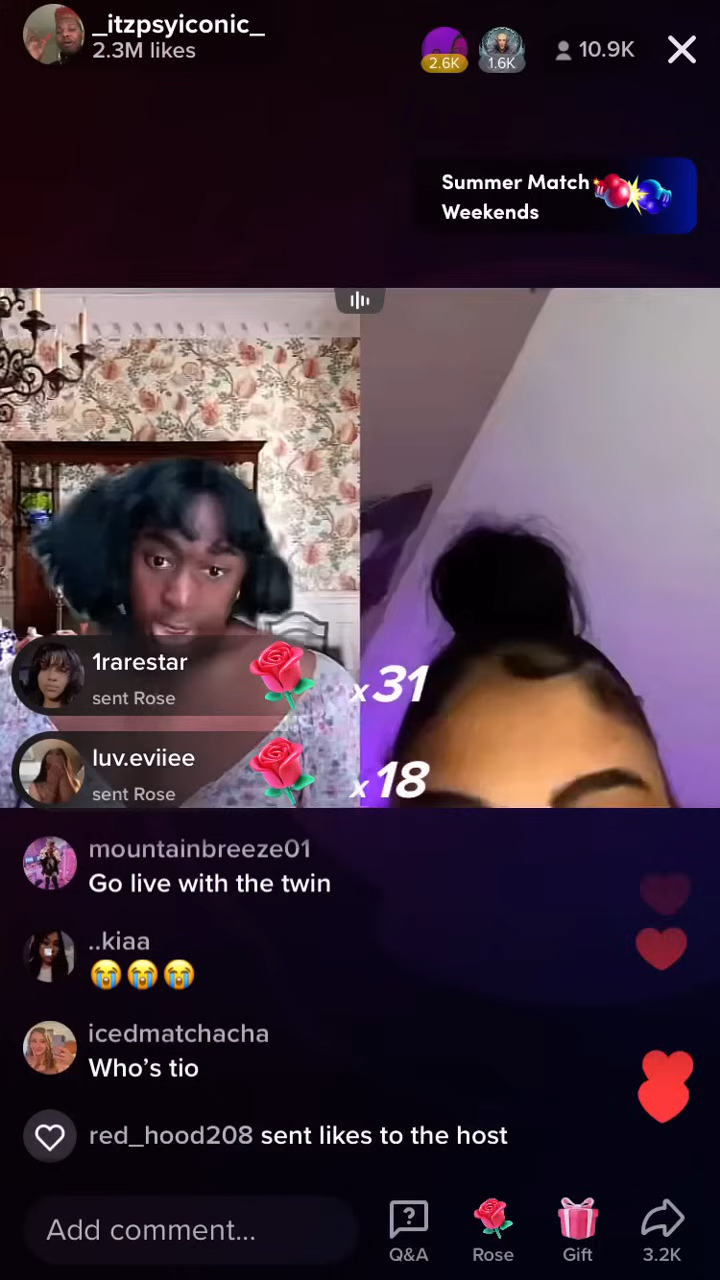 _itzpsyiconic_
2.3M likes
2.6K
1.6K
10.9K
Summer Match
Weekends
1rarestar
sent Rose
x31
luv.eviiee
sent Rose
x18
mountainbreeze01
Go live with the twin
..kiaa
😭😭😭
icedmatchacha
Who's tio
red_hood208 sent likes to the host
Add comment...
Q&A
Rose
Gift
3.2K